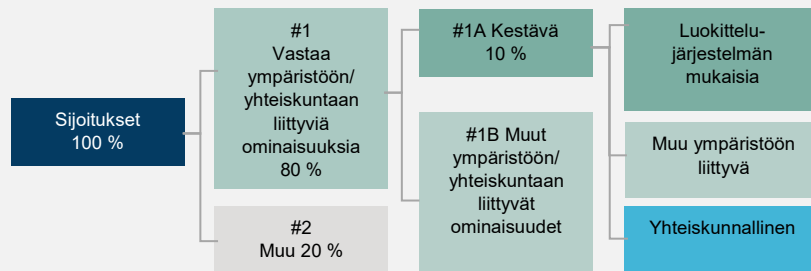 Sijoitukset
100 %
#1
Vastaa
ympäristöön/
yhteiskuntaan
liittyviä
ominaisuuksia
80 %
#2
Muu 20 %
#1A Kestävä
10 %
#1B Muut
ympäristöön/
yhteiskuntaan
liittyvät
ominaisuudet
Luokittelu-
järjestelmän
mukaisia
Muu ympäristöön
liittyvä
Yhteiskunnallinen